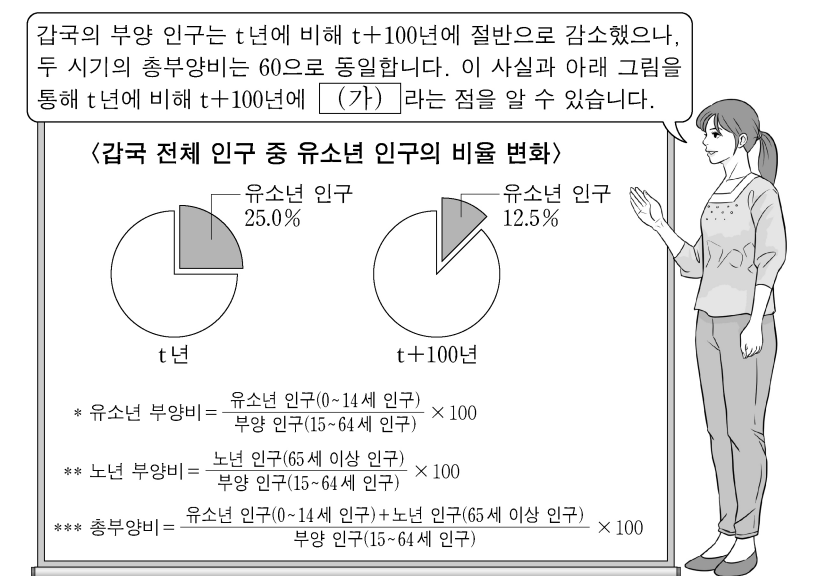 갑국의 부양 인구는 t년에 비해 t+100년에 절반으로 감소했으나,
두 시기의 총부양비는 60으로 동일합니다. 이 사실과 아래 그림을
통해 t년에 비해 t+100년에 (가) 라는 점을 알 수 있습니다.
〈갑국 전체 인구 중 유소년 인구의 비율 변화〉
유소년 인구
25.0%
유소년 인구
12.5%
t년
t+100년
* 유소년 부양비= 유소년 인구(0~14세 인구) / 부양 인구(15~64세 인구) ×100
** 노년 부양비= 노년 인구(65세 이상 인구) / 부양 인구(15~64세 인구) ×100
*** 총부양비= 유소년 인구(0~14세 인구)+노년 인구(65세 이상 인구) / 부양 인구(15~64세 인구) ×100